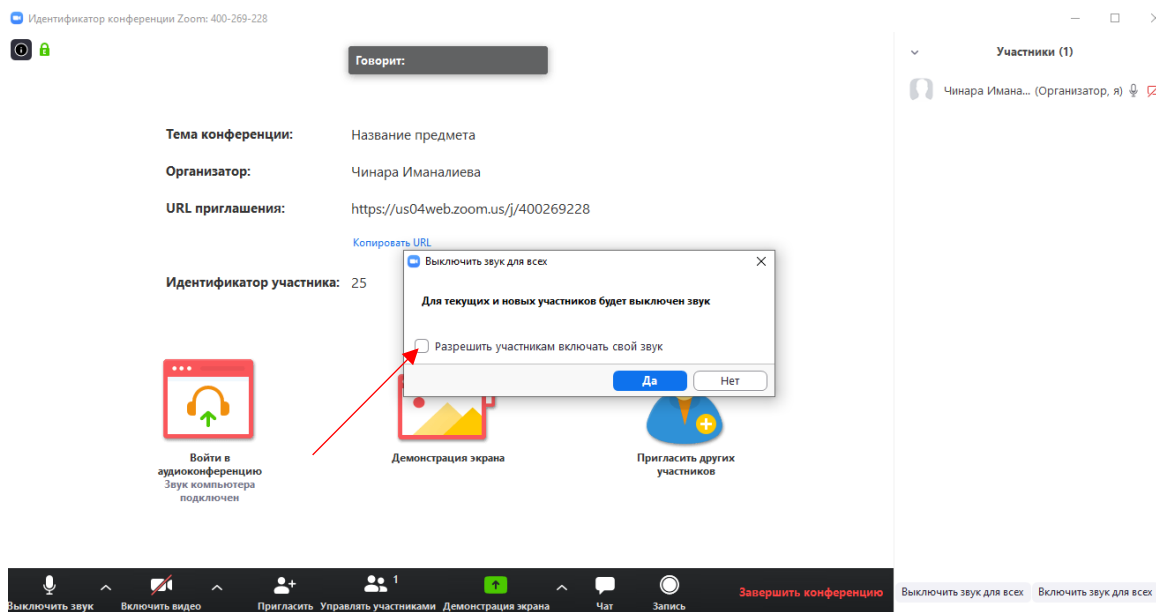 Идентификатор конференции Zoom: 400-269-228
Говорит:
Участники (1)
Чинара Имана... (Организатор, я)
Тема конференции: Название предмета
Организатор: Чинара Иманалиева
URL приглашения: https://us04web.zoom.us/j/400269228
Копировать URL
Выключить звук для всех
Идентификатор участника: 25
Для текущих и новых участников будет выключен звук
Разрешить участникам включать свой звук
Да Нет
Войти в
аудиоконференцию
Звук компьютера
подключен
Демонстрация экрана
Пригласить других
участников
1
Выключить звук Включить видео Пригласить Управлять участниками Демонстрация экрана Чат Запись Завершить конференцию Выключить звук для всех Включить звук для всех